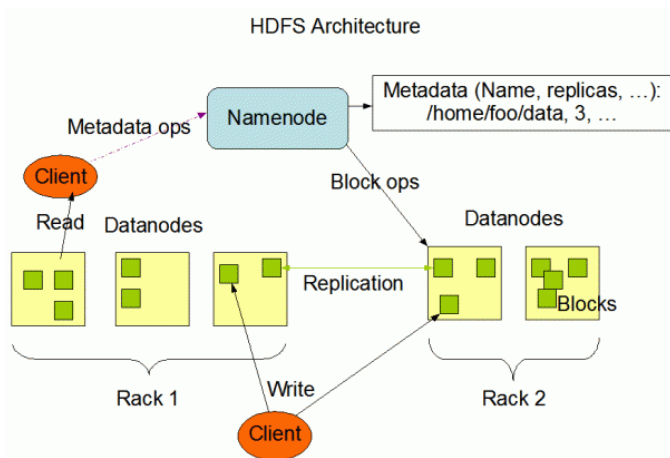 HDFS Architecture
Metadata (Name, replicas, …):
/home/foo/data, 3, …
Namenode
Metadata ops
Client
Block ops
Read
Datanodes
Datanodes
Replication
Blocks
Write
Rack 1
Rack 2
Client